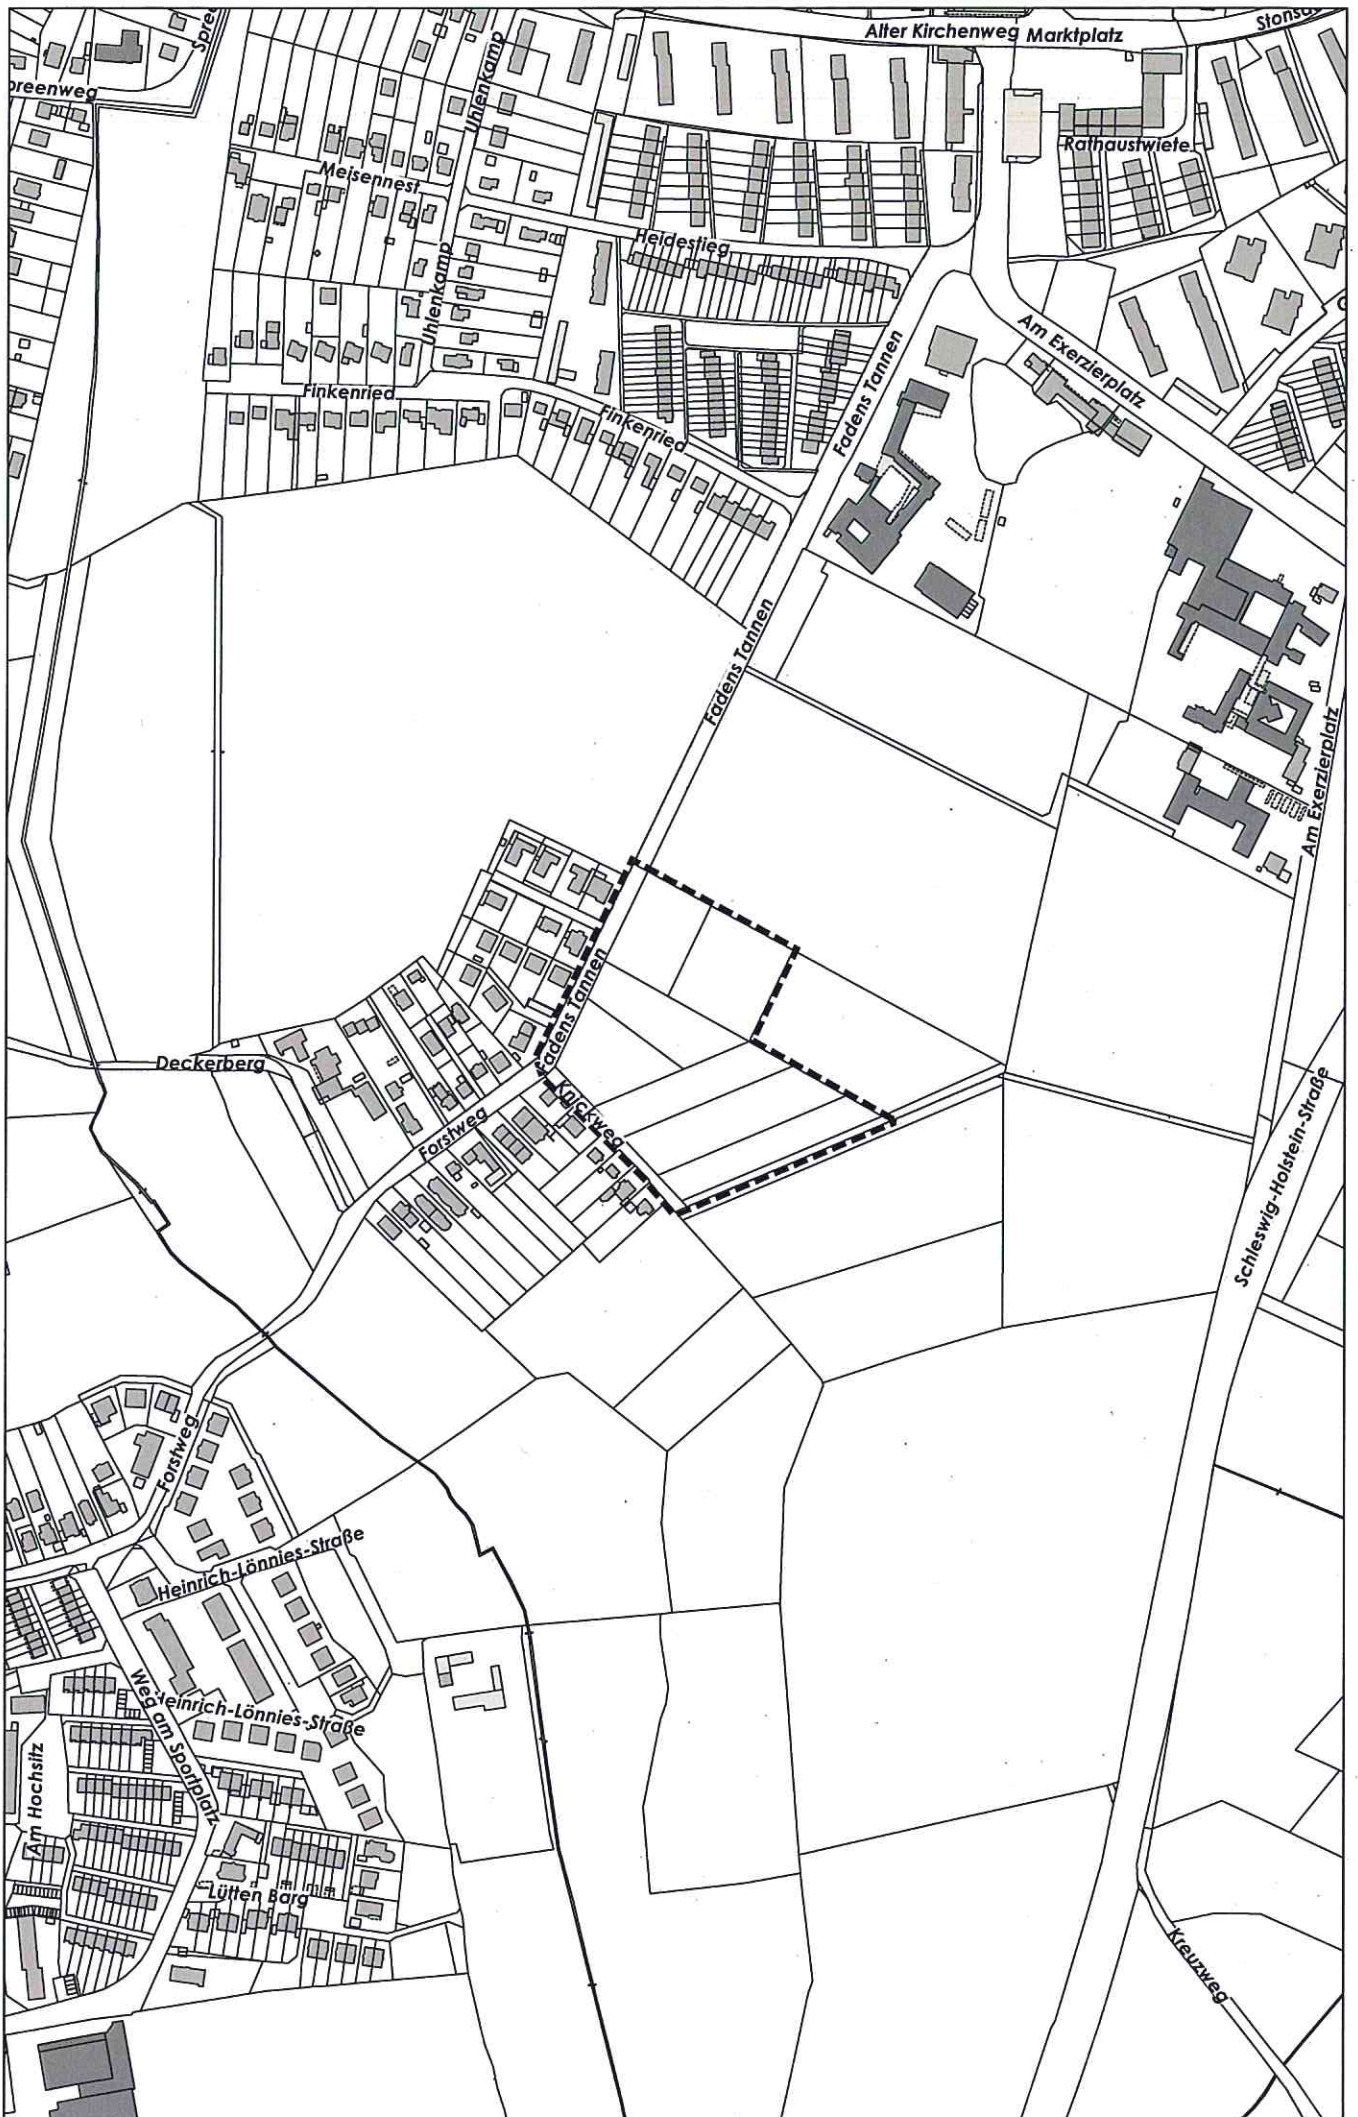 Alter Kirchenweg
Marktplatz
Uhlenkamp
Rathaustwiete
Meisennest
Heidestieg
Uhlenkamp
Am Exerzierplatz
Finkenried
Finkenried
Fadens Tannen
Fadens Tannen
Am Exerzierplatz
Fadens Tannen
Deckerberg
Knickweg
Forstweg
Schleswig-Holstein-Straße
Forstweg
Heinrich-Lönnies-Straße
Heinrich-Lönnies-Straße
Weg am Sportplatz
Am Hochsitz
Lütten Barg
Kreuzweg